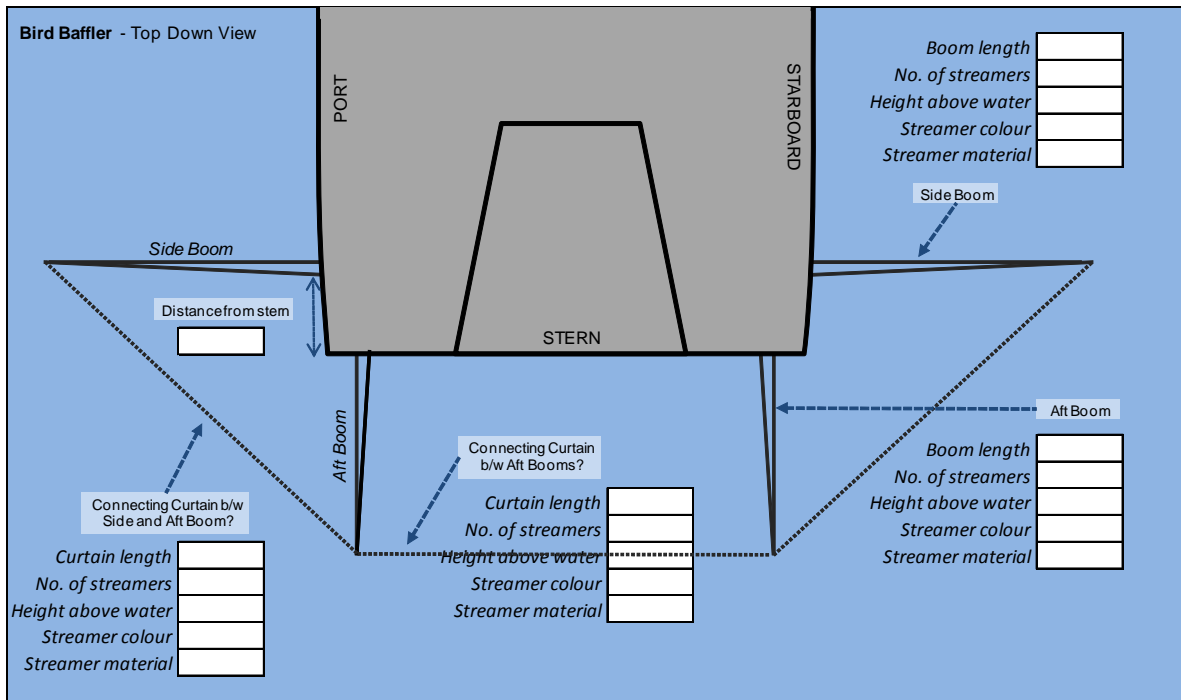 Bird Baffler - Top Down View
PORT
STARBOARD
Boom length
No. of streamers
Height above water
Streamer colour
Streamer material
Side Boom
Side Boom
Distance from stern
STERN
Aft Boom
Aft Boom
Connecting Curtain
b/w Aft Booms?
Boom length
No. of streamers
Height above water
Streamer colour
Streamer material
Connecting Curtain b/w
Side and Aft Boom?
Curtain length
No. of streamers
Height above water
Streamer colour
Streamer material
Curtain length
No. of streamers
Height above water
Streamer colour
Streamer material